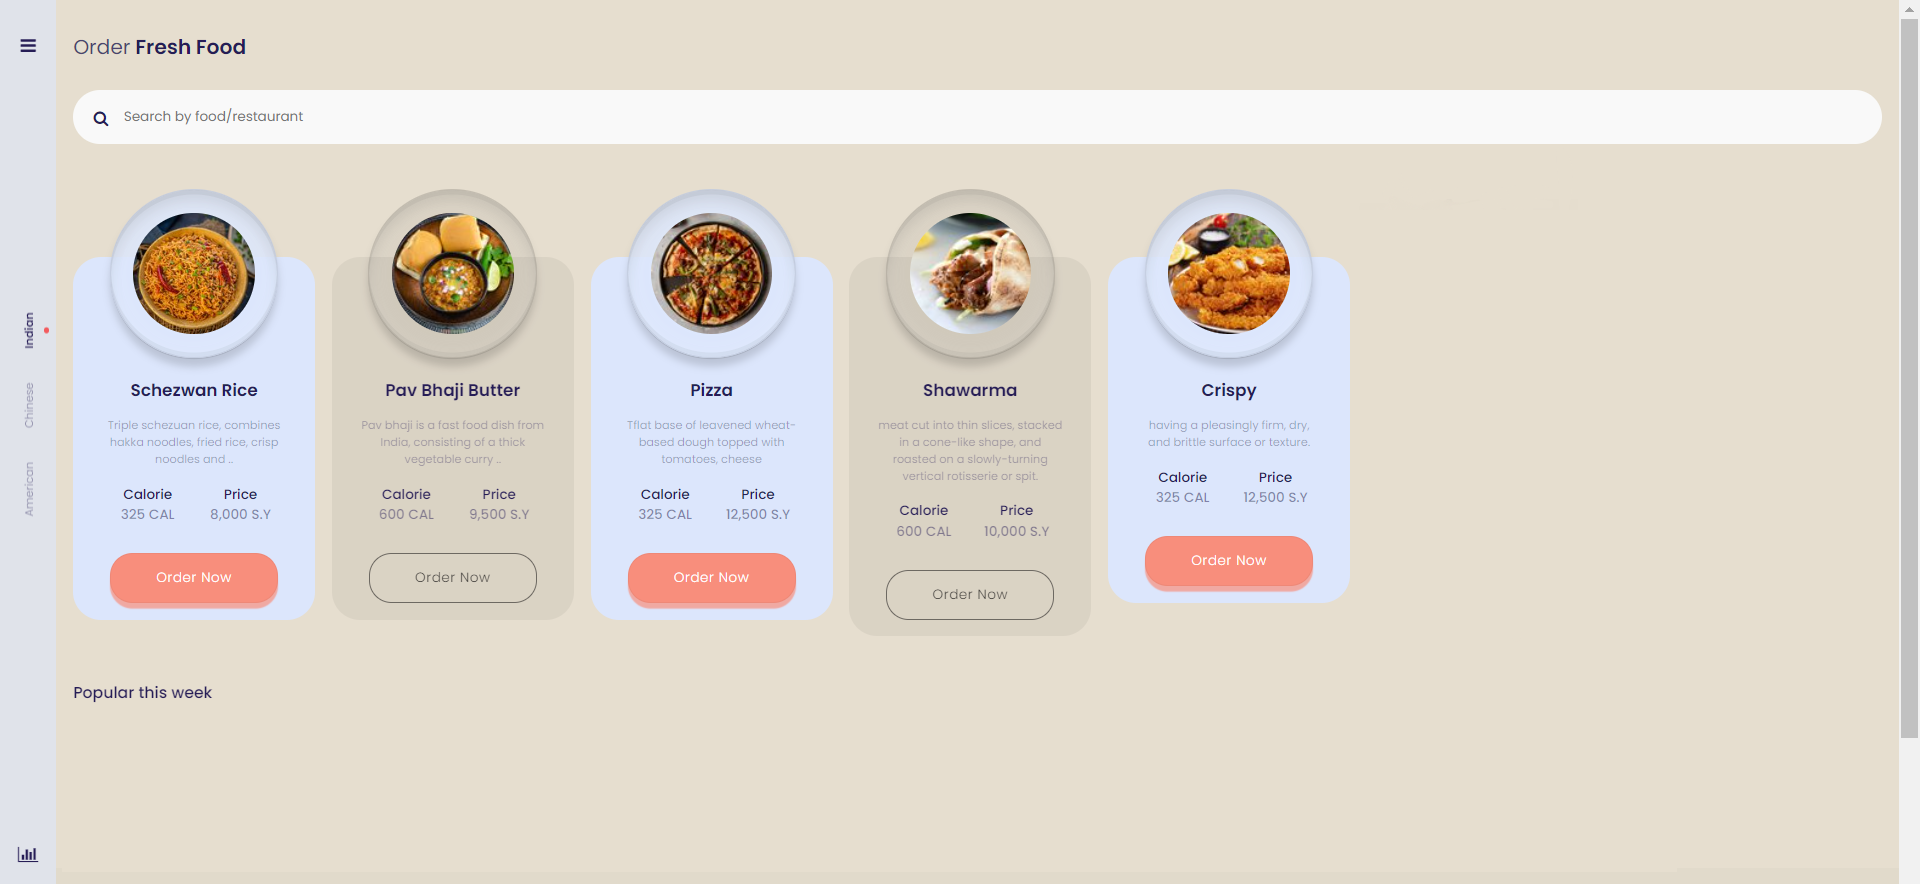 Order Fresh Food
Search by food/restaurant
Indian
Chinese
American
Schezwan Rice
Triple schezuan rice, combines
hakka noodles, fried rice, crisp
noodles and ..
Calorie Price
325 CAL 8,000 S.Y
Order Now
Pav Bhaji Butter
Pav bhaji is a fast food dish from
India, consisting of a thick
vegetable curry ..
Calorie Price
600 CAL 9,500 S.Y
Order Now
Pizza
Tflat base of leavened wheat-
based dough topped with
tomatoes, cheese
Calorie Price
325 CAL 12,500 S.Y
Order Now
Shawarma
meat cut into thin slices, stacked
in a cone-like shape, and
roasted on a slowly-turning
vertical rotisserie or spit.
Calorie Price
600 CAL 10,000 S.Y
Order Now
Crispy
having a pleasingly firm, dry,
and brittle surface or texture.
Calorie Price
325 CAL 12,500 S.Y
Order Now
Popular this week